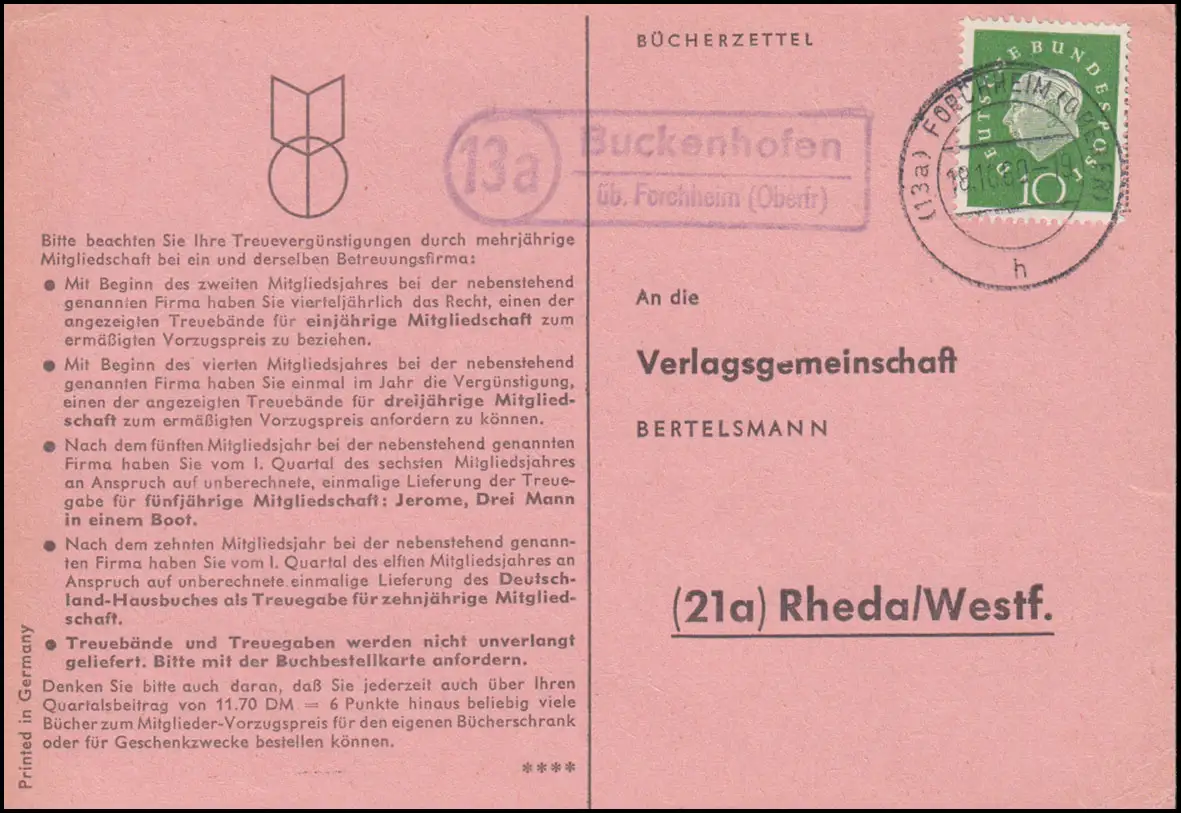 BÜCHERZETTEL
DEUTSCHE BUNDESPOST
10
(13a) FORCHHEIM (OBERFR)
18.10.60-19
h
13a
Buckenhofen
üb. Forchheim (Oberfr)
Bitte beachten Sie Ihre Treuevergünstigungen durch mehrjährige
Mitgliedschaft bei ein und derselben Betreuungsfirma:
● Mit Beginn des zweiten Mitgliedsjahres bei der nebenstehend
genannten Firma haben Sie vierteljährlich das Recht, einen der
angezeigten Treuebände für einjährige Mitgliedschaft zum
ermäßigten Vorzugspreis zu beziehen.
● Mit Beginn des vierten Mitgliedsjahres bei der nebenstehend
genannten Firma haben Sie einmal im Jahr die Vergünstigung,
einen der angezeigten Treuebände für dreijährige Mitglied-
schaft zum ermäßigten Vorzugspreis anfordern zu können.
● Nach dem fünften Mitgliedsjahr bei der nebenstehend genannten
Firma haben Sie vom I. Quartal des sechsten Mitgliedsjahres
an Anspruch auf unberechnete, einmalige Lieferung der Treue-
gabe für fünfjährige Mitgliedschaft: Jerome, Drei Mann
in einem Boot.
● Nach dem zehnten Mitgliedsjahr bei der nebenstehend genann-
ten Firma haben Sie vom I. Quartal des elften Mitgliedsjahres an
Anspruch auf unberechnete einmalige Lieferung des Deutsch-
land-Hausbuches als Treuegabe für zehnjährige Mitglied-
schaft.
● Treuebände und Treuegaben werden nicht unverlangt
geliefert. Bitte mit der Buchbestellkarte anfordern.
Denken Sie bitte auch daran, daß Sie jederzeit auch über Ihren
Quartalsbeitrag von 11.70 DM = 6 Punkte hinaus beliebig viele
Bücher zum Mitglieder-Vorzugspreis für den eigenen Bücherschrank
oder für Geschenkzwecke bestellen können.
****
Printed in Germany
An die
Verlagsgemeinschaft
BERTELSMANN
(21a) Rheda/Westf.